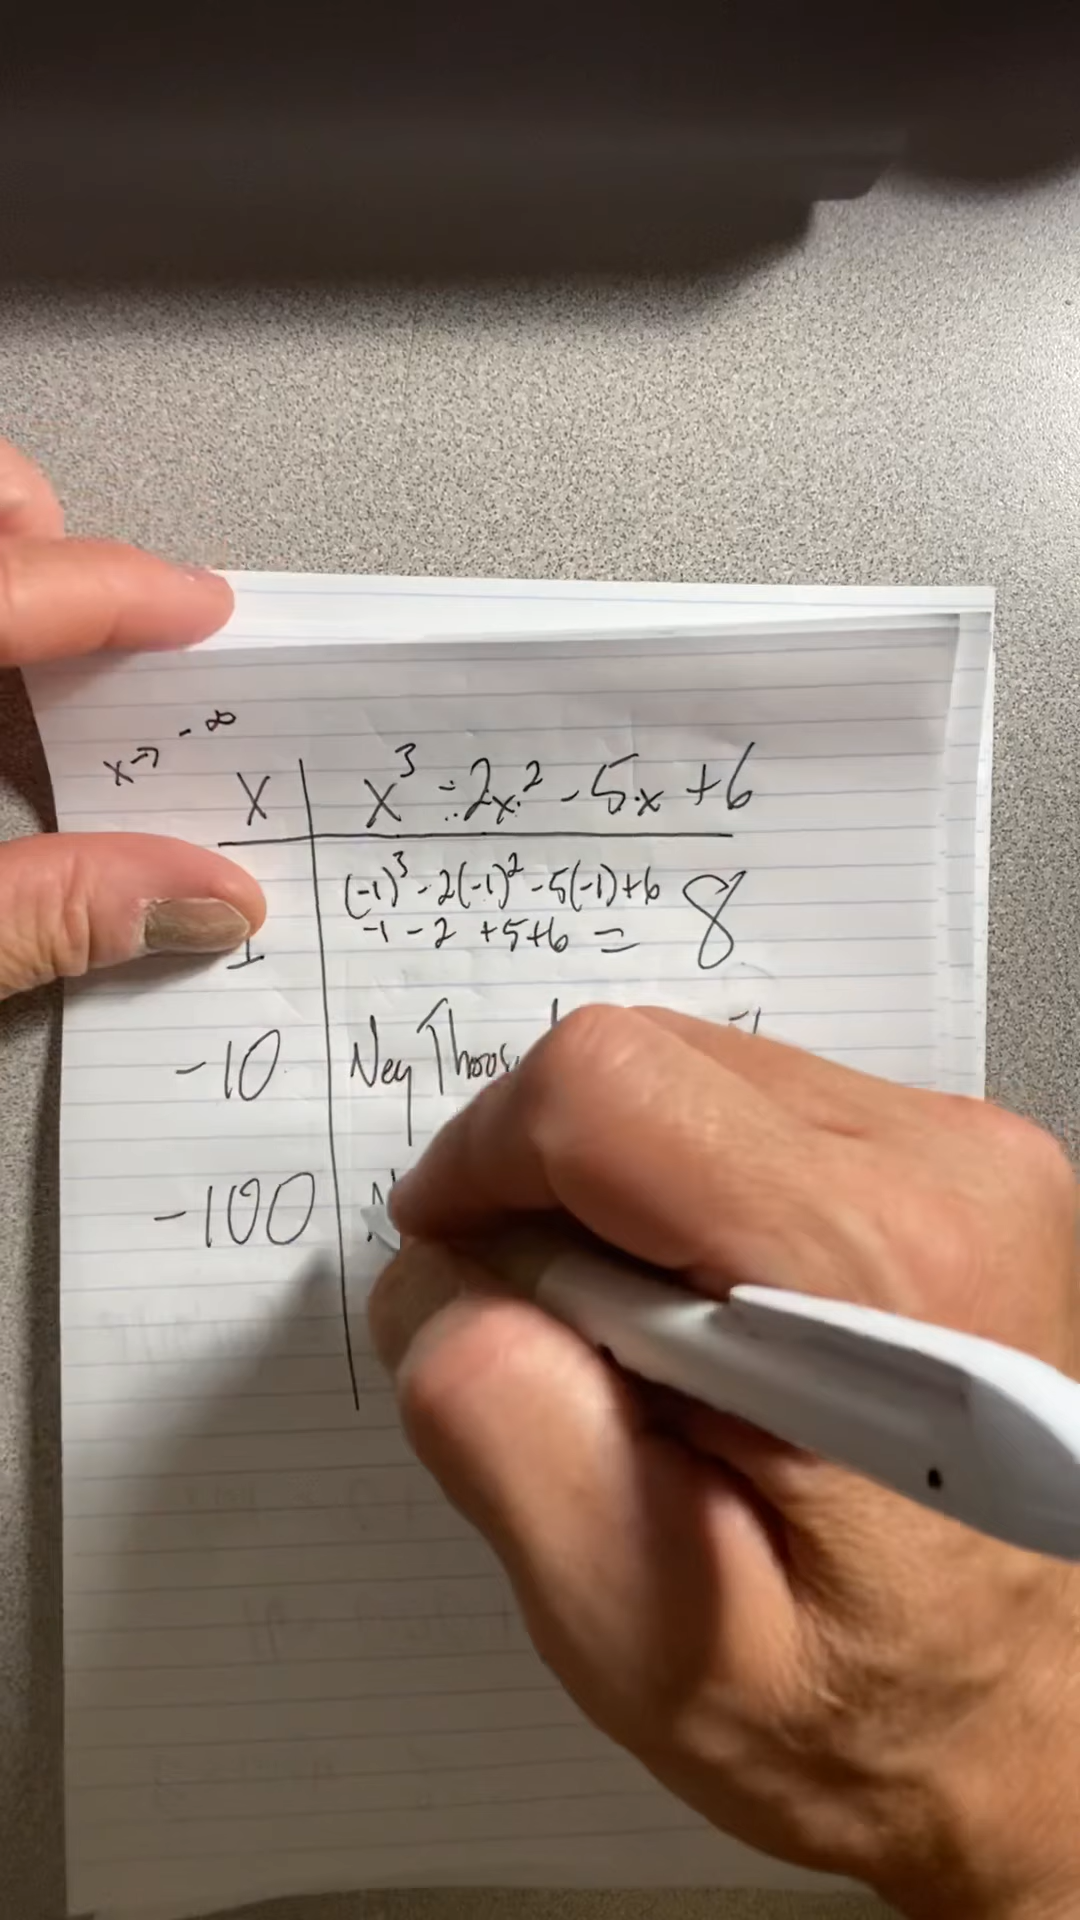 x→ -∞
x x³ - 2x² - 5x + 6
(-1)³ - 2(-1)² - 5(-1) + 6 8
1 -1 - 2 + 5 + 6 =
-10 Neg
-100